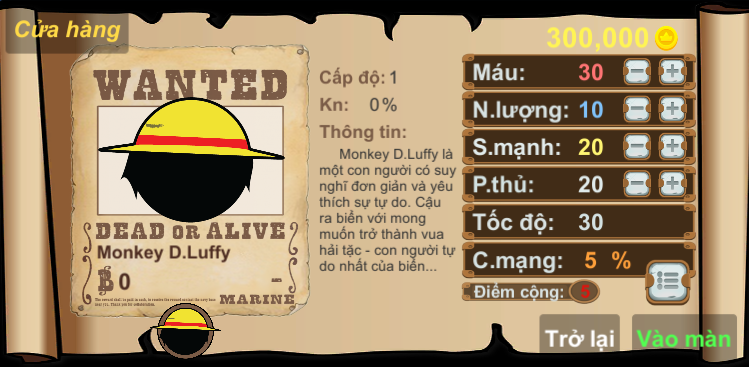 Cửa hàng
300,000
WANTED
DEAD OR ALIVE
Monkey D.Luffy
฿ 0
MARINE
Cấp độ: 1
Kn: 0%
Thông tin:
Monkey D.Luffy là
một con người có suy
nghĩ đơn giản và yêu
thích sự tự do. Cậu
ra biển với mong
muốn trở thành vua
hải tặc - con người tự
do nhất của biển...
Máu: 30
N.lượng: 10
S.mạnh: 20
P.thủ: 20
Tốc độ: 30
C.mạng: 5 %
Điểm cộng: 5
Trở lại
Vào màn